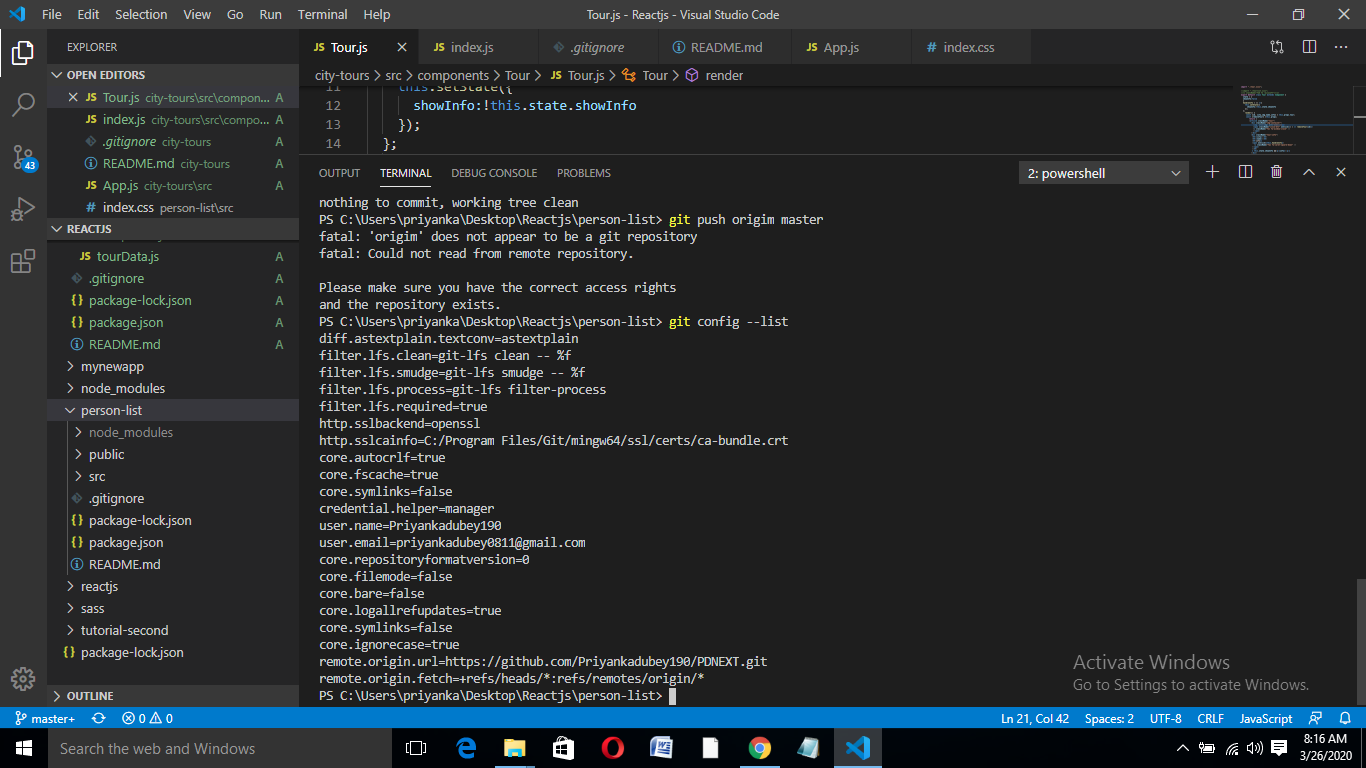 File Edit Selection View Go Run Terminal Help
Tour.js - Reactjs - Visual Studio Code
EXPLORER
OPEN EDITORS
JS Tour.js city-tours\src\compon... A
JS index.js city-tours\src\compo... A
.gitignore city-tours A
README.md city-tours A
JS App.js city-tours\src A
# index.css person-list\src
43
REACTJS
JS tourData.js A
.gitignore A
{} package-lock.json A
{} package.json A
README.md A
mynewapp
node_modules
person-list
node_modules
public
src
.gitignore
{} package-lock.json
{} package.json
README.md
reactjs
sass
tutorial-second
{} package-lock.json
OUTLINE
JS Tour.js
JS index.js
.gitignore
README.md
JS App.js
# index.css
city-tours > src > components > Tour > JS Tour.js > Tour > render
11 this.setState({
12 showInfo:!this.state.showInfo
13 });
14 };
OUTPUT TERMINAL DEBUG CONSOLE PROBLEMS
2: powershell
nothing to commit, working tree clean
PS C:\Users\priyanka\Desktop\Reactjs\person-list> git push origim master
fatal: 'origim' does not appear to be a git repository
fatal: Could not read from remote repository.
Please make sure you have the correct access rights
and the repository exists.
PS C:\Users\priyanka\Desktop\Reactjs\person-list> git config --list
diff.astextplain.textconv=astextplain
filter.lfs.clean=git-lfs clean -- %f
filter.lfs.smudge=git-lfs smudge -- %f
filter.lfs.process=git-lfs filter-process
filter.lfs.required=true
http.sslbackend=openssl
http.sslcainfo=C:/Program Files/Git/mingw64/ssl/certs/ca-bundle.crt
core.autocrlf=true
core.fscache=true
core.symlinks=false
credential.helper=manager
user.name=Priyankadubey190
user.email=priyankadubey0811@gmail.com
core.repositoryformatversion=0
core.filemode=false
core.bare=false
core.logallrefupdates=true
core.symlinks=false
core.ignorecase=true
remote.origin.url=https://github.com/Priyankadubey190/PDNEXT.git
remote.origin.fetch=+refs/heads/*:refs/remotes/origin/*
PS C:\Users\priyanka\Desktop\Reactjs\person-list>
Activate Windows
Go to Settings to activate Windows.
master+ 0 0
Ln 21, Col 42 Spaces: 2 UTF-8 CRLF JavaScript
Search the web and Windows
8:16 AM
3/26/2020